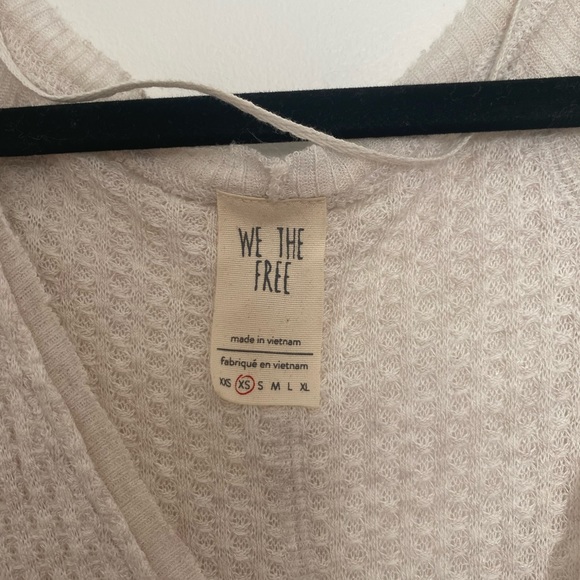 WE THE
FREE
made in vietnam
fabriqué en vietnam
XXS XS S M L XL